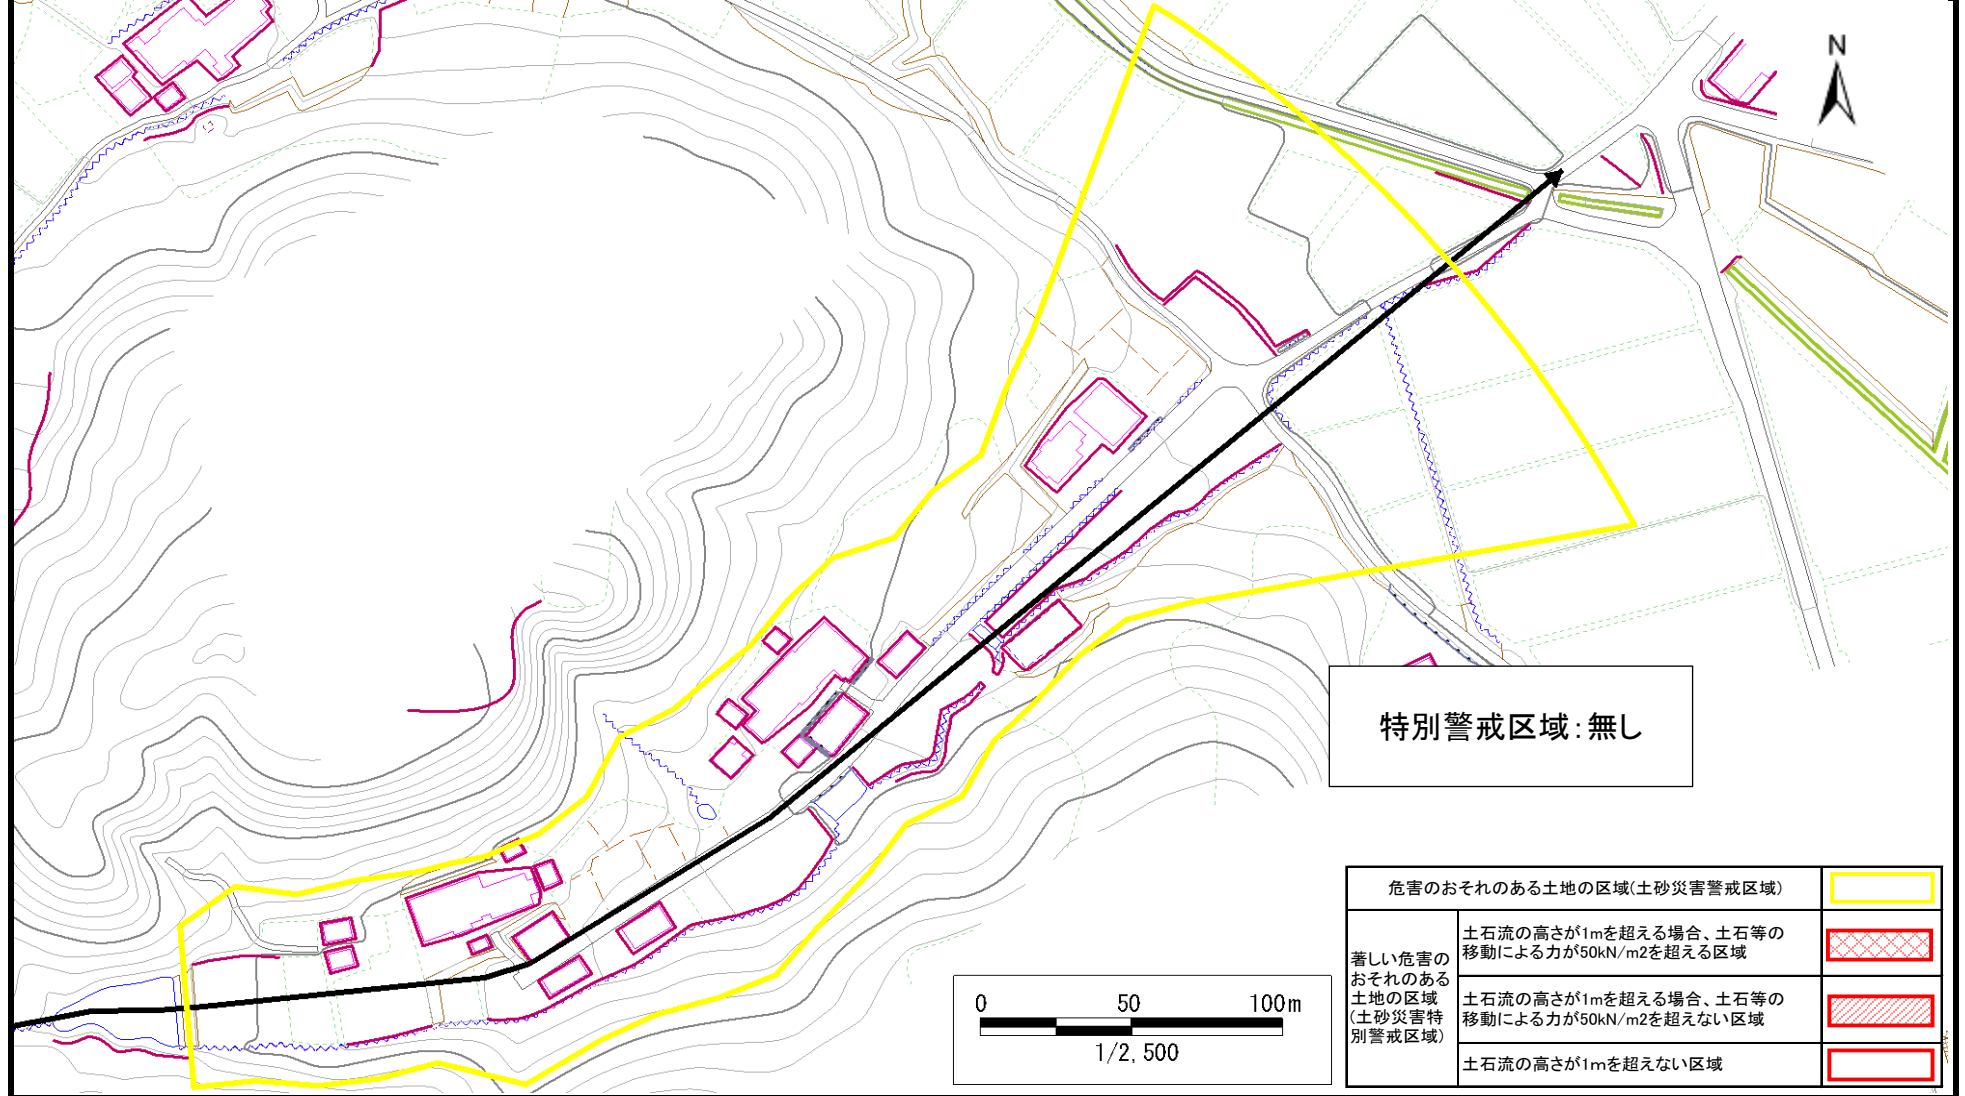 N
特別警戒区域:無し
危害のおそれのある土地の区域(土砂災害警戒区域)
著しい危害の
おそれのある
土地の区域
(土砂災害特
別警戒区域)
土石流の高さが1mを超える場合、土石等の
移動による力が50kN/m2を超える区域
土石流の高さが1mを超える場合、土石等の
移動による力が50kN/m2を超えない区域
土石流の高さが1mを超えない区域
0 50 100m
1/2,500